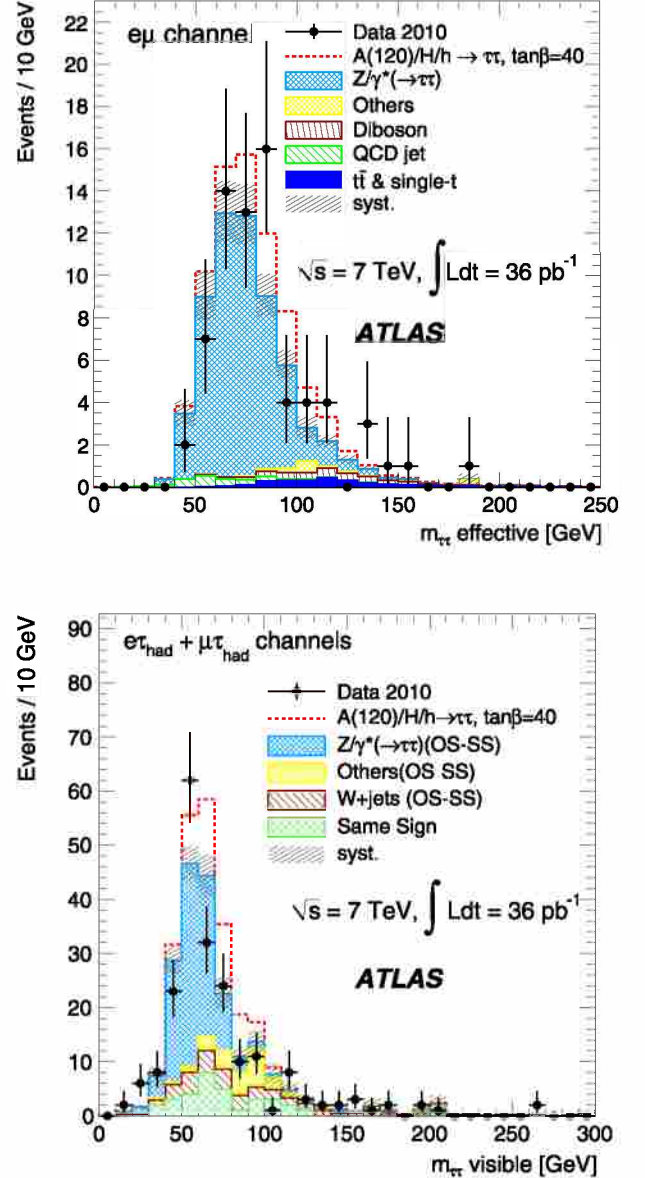 Events / 10 GeV
22
20
18
16
14
12
10
8
6
4
2
0
eμ channel
Data 2010
A(120)/H/h → ττ, tanβ=40
Z/γ*(→ττ)
Others
Diboson
QCD jet
tt̄ & single-t
syst.
√s = 7 TeV, ∫ Ldt = 36 pb⁻¹
ATLAS
0 50 100 150 200 250
m_ττ effective [GeV]
Events / 10 GeV
90
80
70
60
50
40
30
20
10
0
eτ_had + μτ_had channels
Data 2010
A(120)/H/h→ττ, tanβ=40
Z/γ*(→ττ)(OS-SS)
Others(OS SS)
W+jets (OS-SS)
Same Sign
syst.
√s = 7 TeV, ∫ Ldt = 36 pb⁻¹
ATLAS
0 50 100 150 200 250 300
m_ττ visible [GeV]